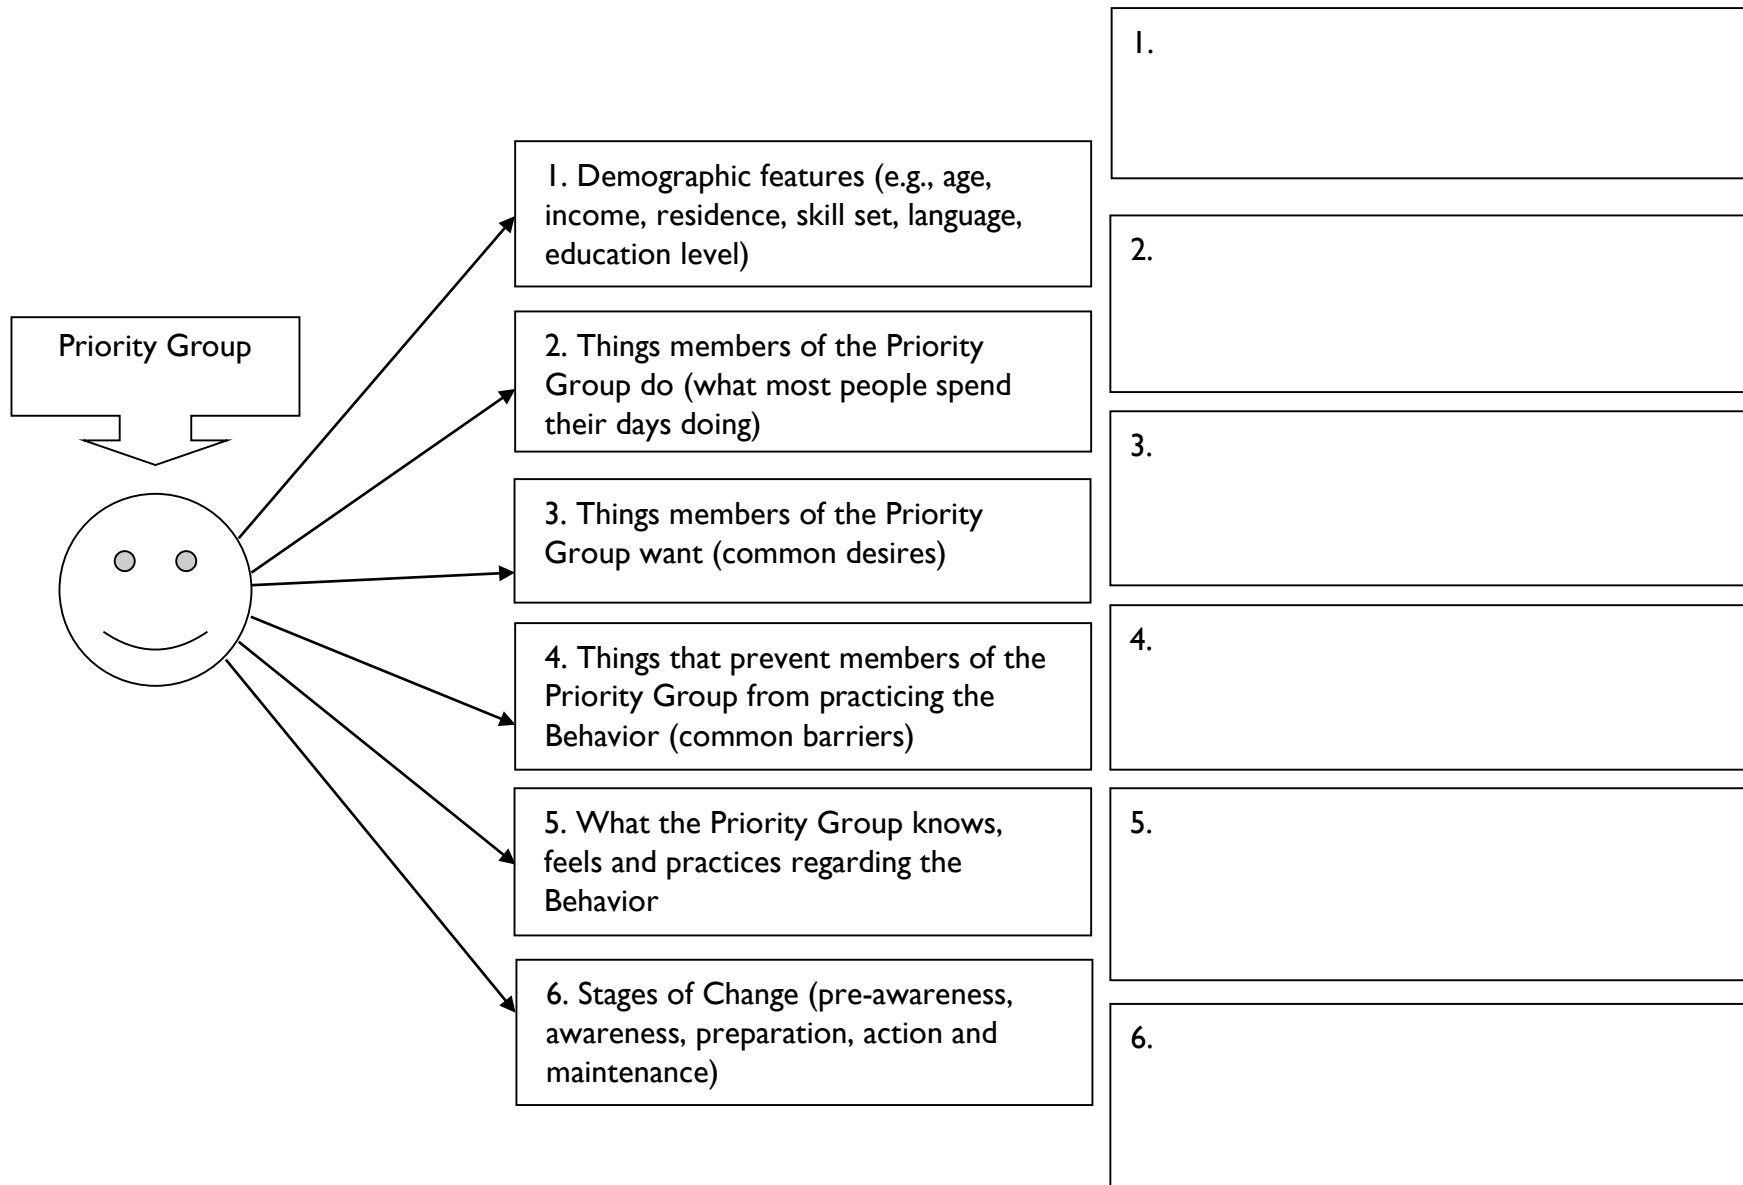 Priority Group
1. Demographic features (e.g., age,
income, residence, skill set, language,
education level)
2. Things members of the Priority
Group do (what most people spend
their days doing)
3. Things members of the Priority
Group want (common desires)
4. Things that prevent members of the
Priority Group from practicing the
Behavior (common barriers)
5. What the Priority Group knows,
feels and practices regarding the
Behavior
6. Stages of Change (pre-awareness,
awareness, preparation, action and
maintenance)
1.
2.
3.
4.
5.
6.